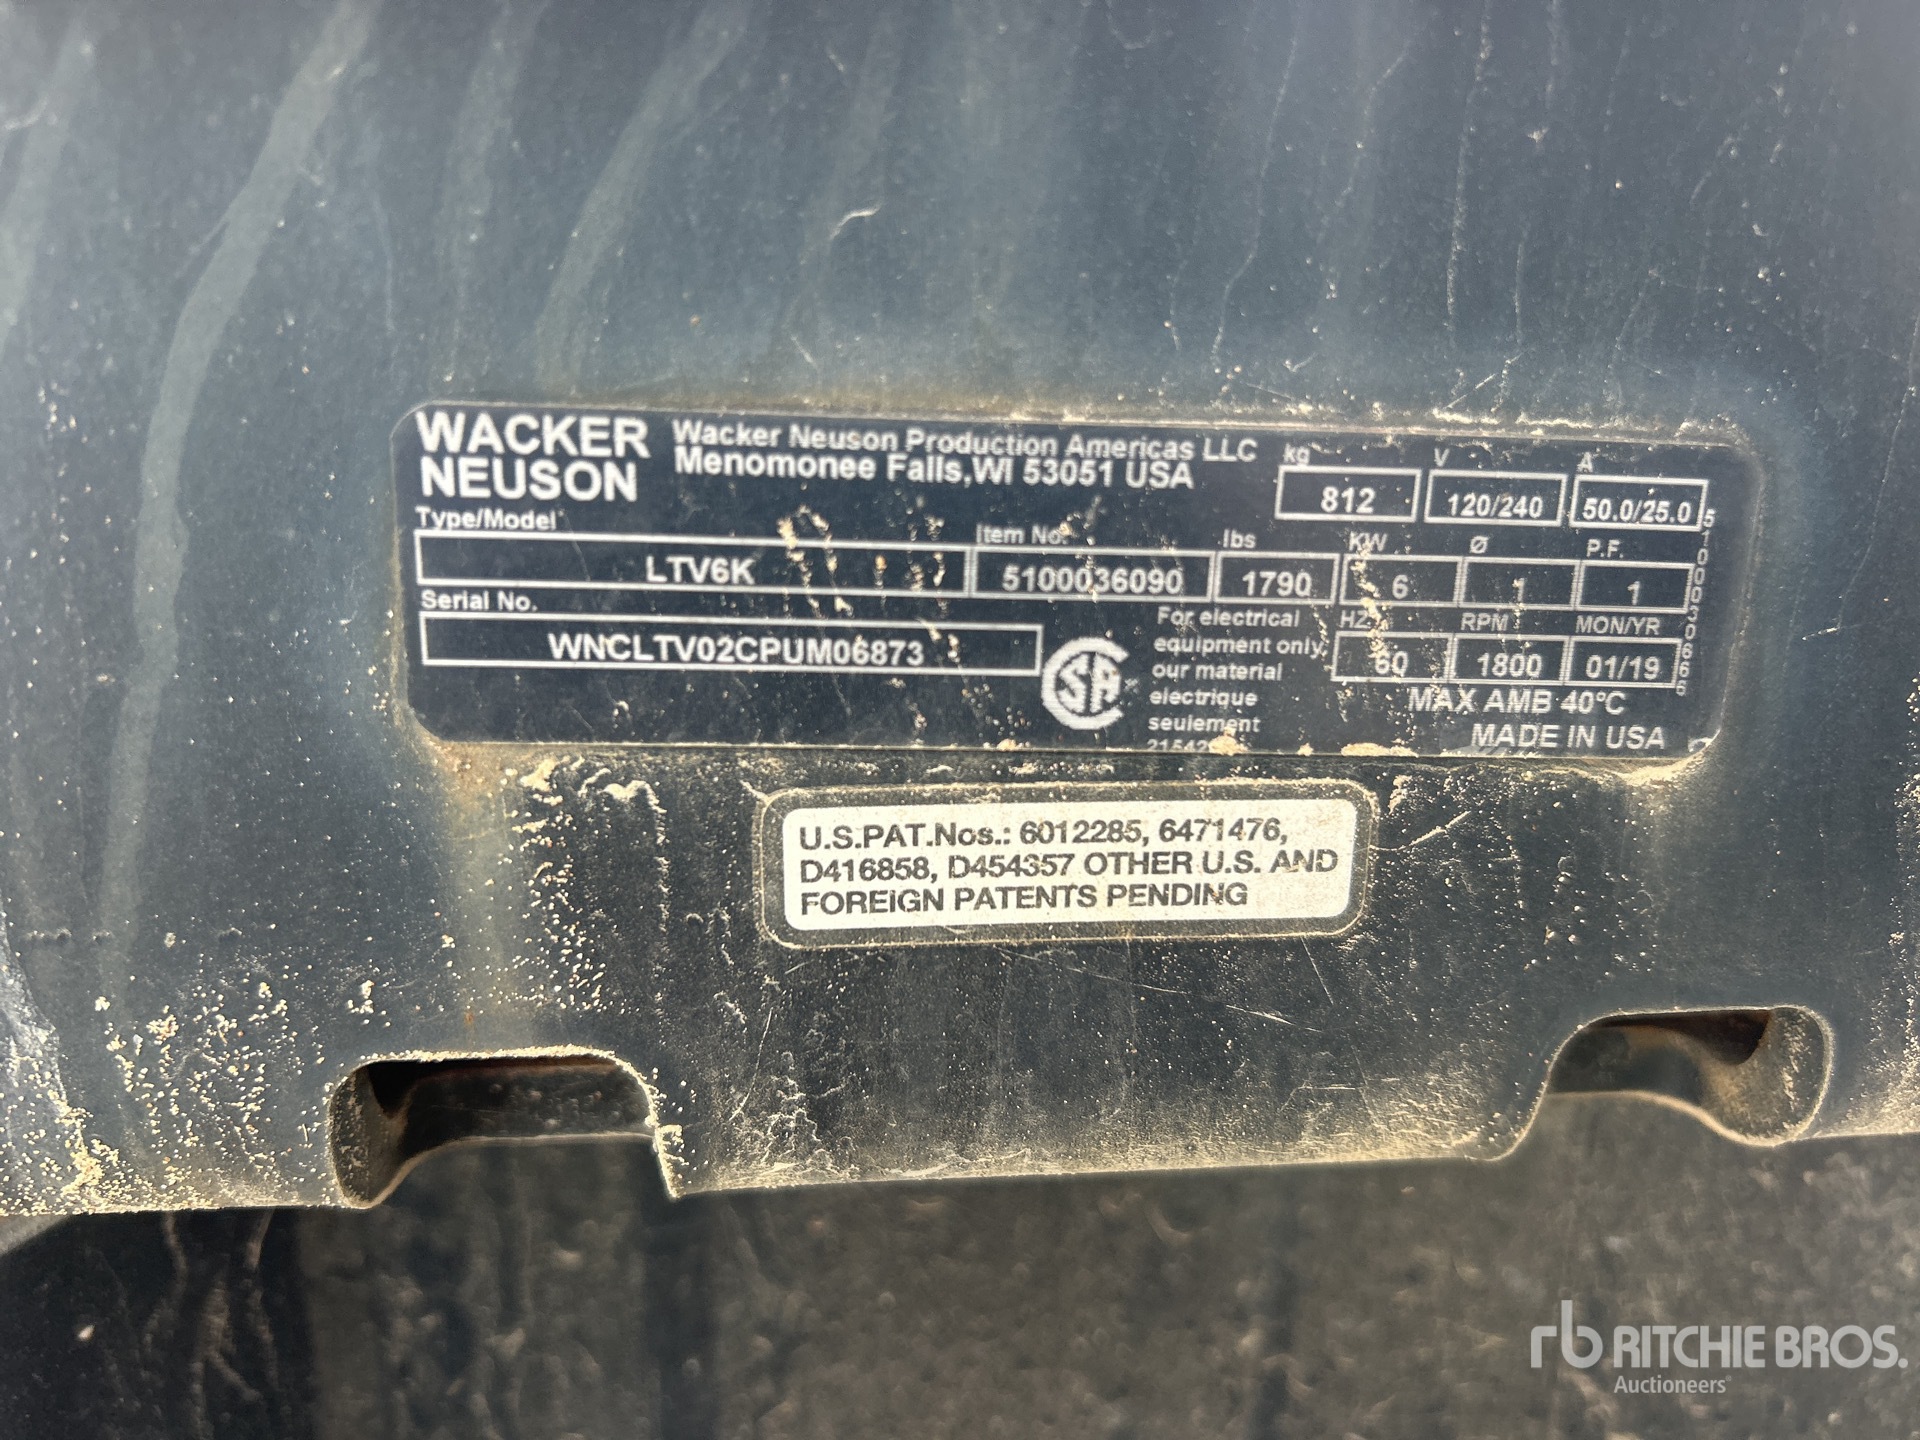 WACKER
NEUSON
Wacker Neuson Production Americas LLC
Menomonee Falls, WI 53051 USA
kg V A
812 120/240 50.0/25.0
Type/Model Item No. lbs KW Ø P.F.
LTV6K 5100036090 1790 6 1 1
Serial No.
WNCLTV02CPUM06873
For electrical
equipment only,
our material
electrique
seulement
HZ RPM MON/YR
60 1800 01/19
MAX AMB 40°C
MADE IN USA
5100030666
CSA
U.S.PAT.Nos.: 6012285, 6471476,
D416858, D454357 OTHER U.S. AND
FOREIGN PATENTS PENDING
rb RITCHIE BROS.
Auctioneers